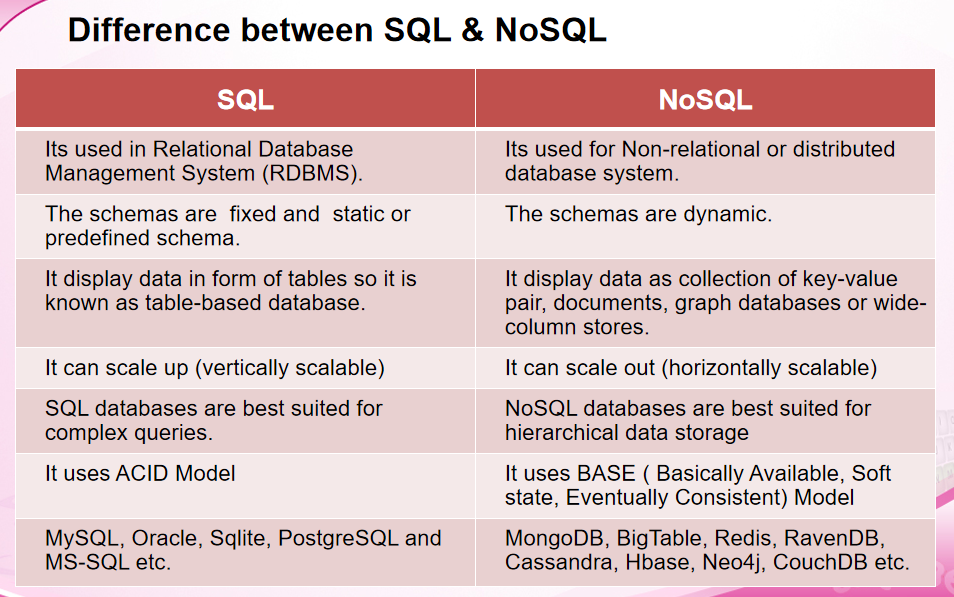 Difference between SQL & NoSQL
SQL
NoSQL
Its used in Relational Database
Management System (RDBMS).
Its used for Non-relational or distributed
database system.
The schemas are  fixed and  static or
predefined schema.
The schemas are dynamic.
It display data in form of tables so it is
known as table-based database.
It display data as collection of key-value
pair, documents, graph databases or wide-
column stores.
It can scale up (vertically scalable)
It can scale out (horizontally scalable)
SQL databases are best suited for
complex queries.
NoSQL databases are best suited for
hierarchical data storage
It uses ACID Model
It uses BASE ( Basically Available, Soft
state, Eventually Consistent) Model
MySQL, Oracle, Sqlite, PostgreSQL and
MS-SQL etc.
MongoDB, BigTable, Redis, RavenDB,
Cassandra, Hbase, Neo4j, CouchDB etc.